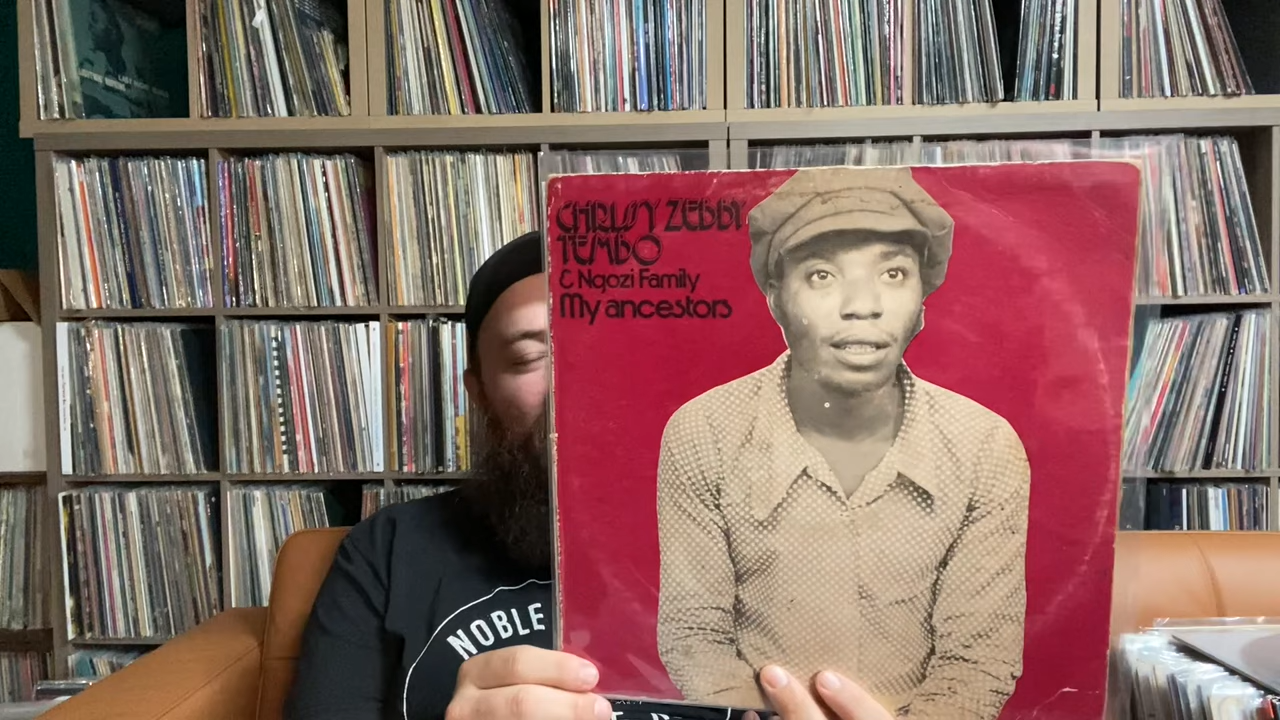 CHRISSY ZEBBY
TEMBO
& Ngozi Family
My ancestors
NOBLE